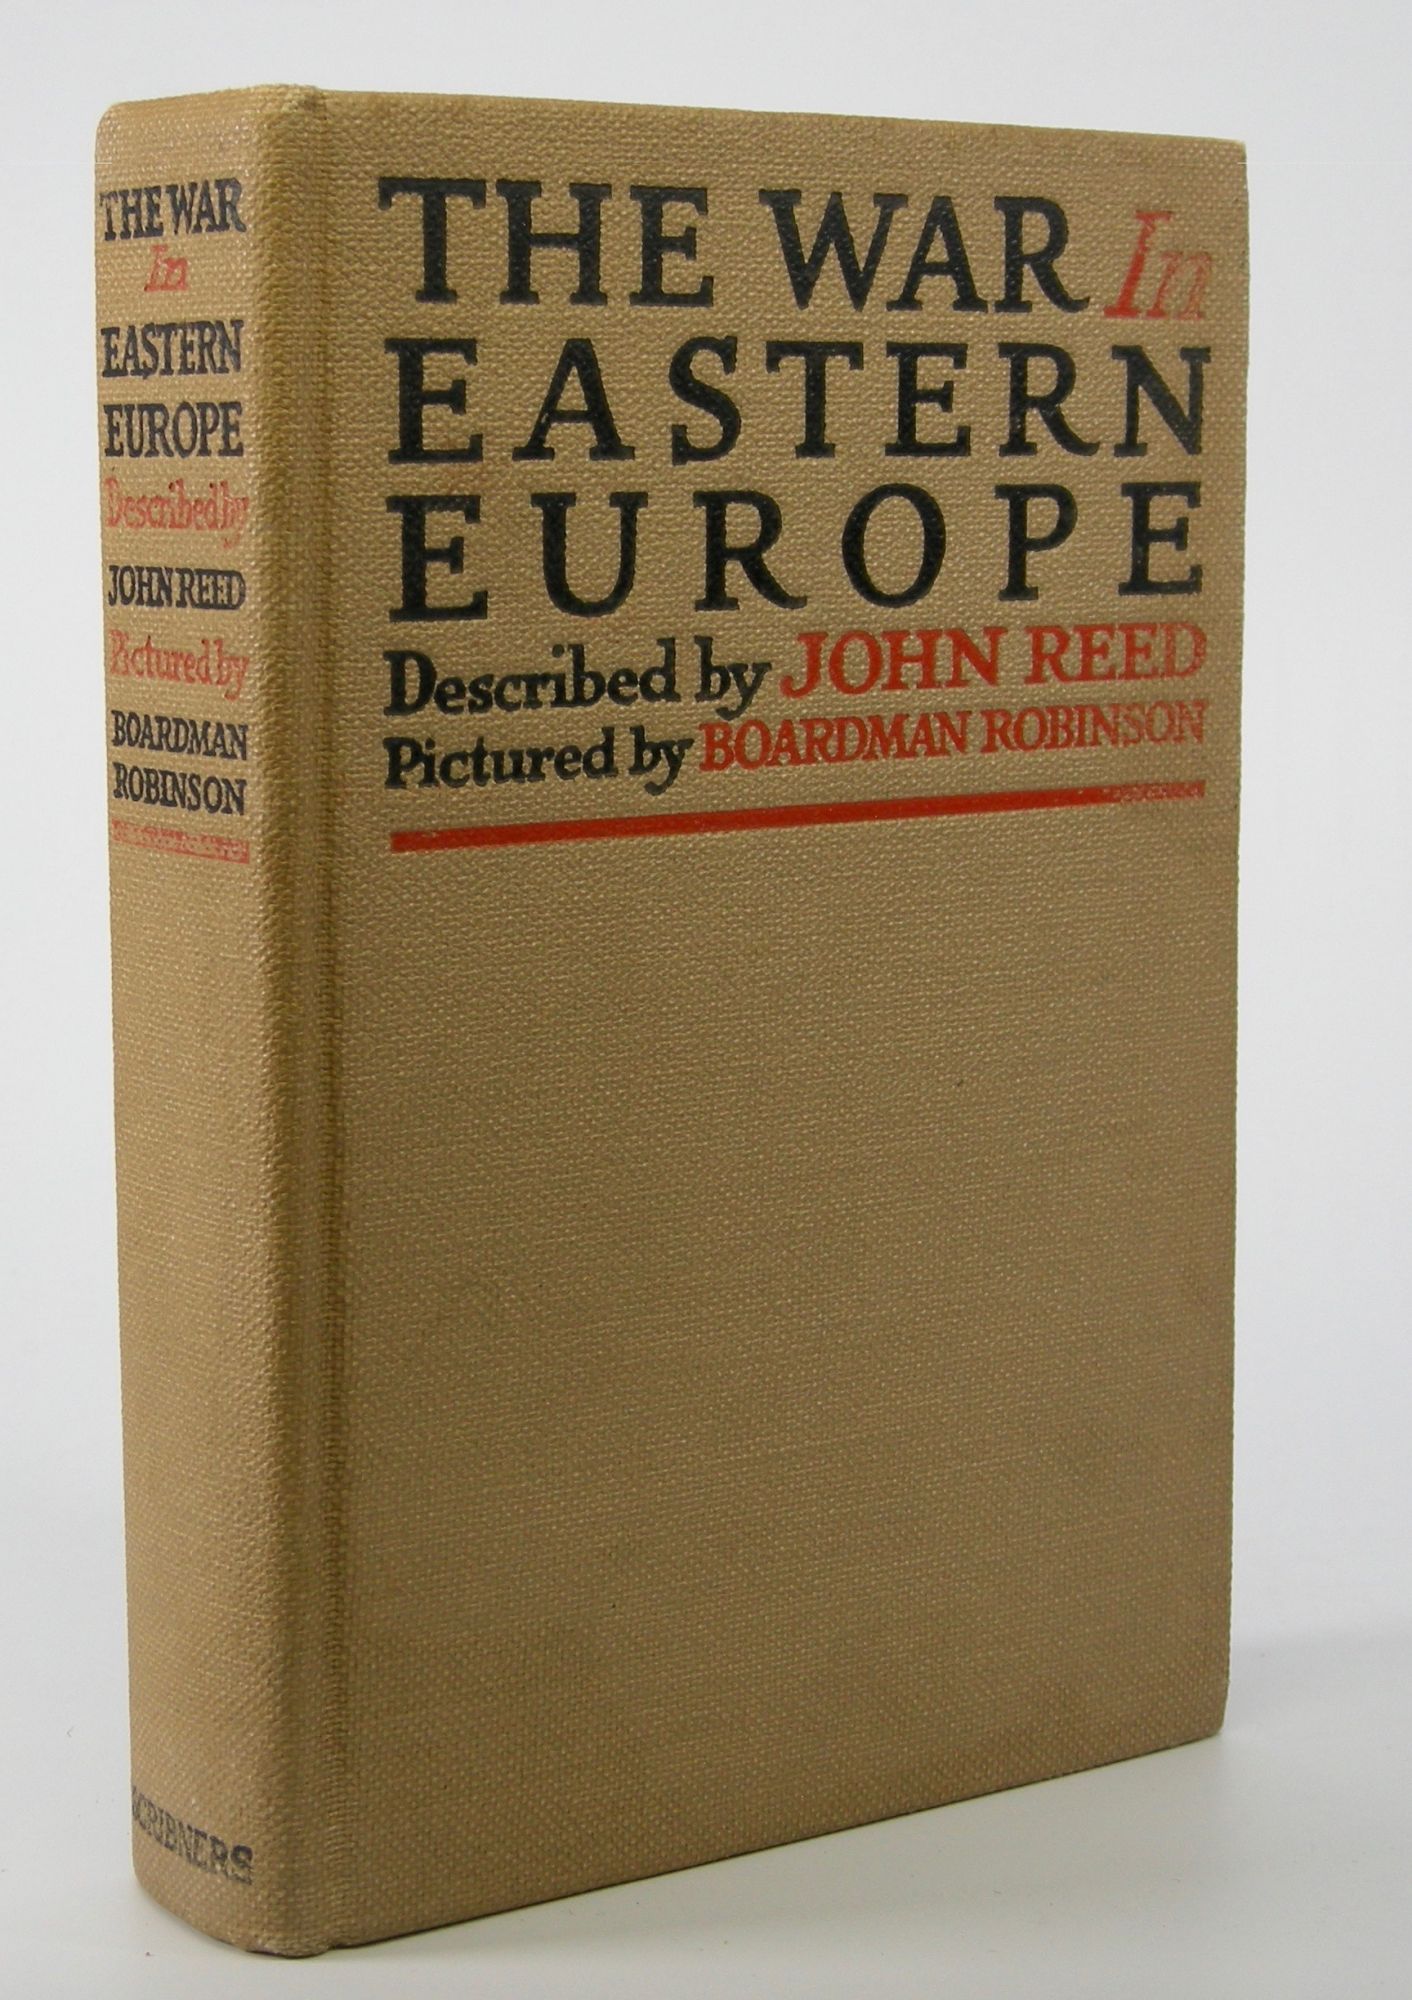 THE WAR
In
EASTERN
EUROPE
Described by
JOHN REED
Pictured by
BOARDMAN
ROBINSON
SCRIBNERS
THE WAR In
EASTERN
EUROPE
Described by JOHN REED
Pictured by BOARDMAN ROBINSON